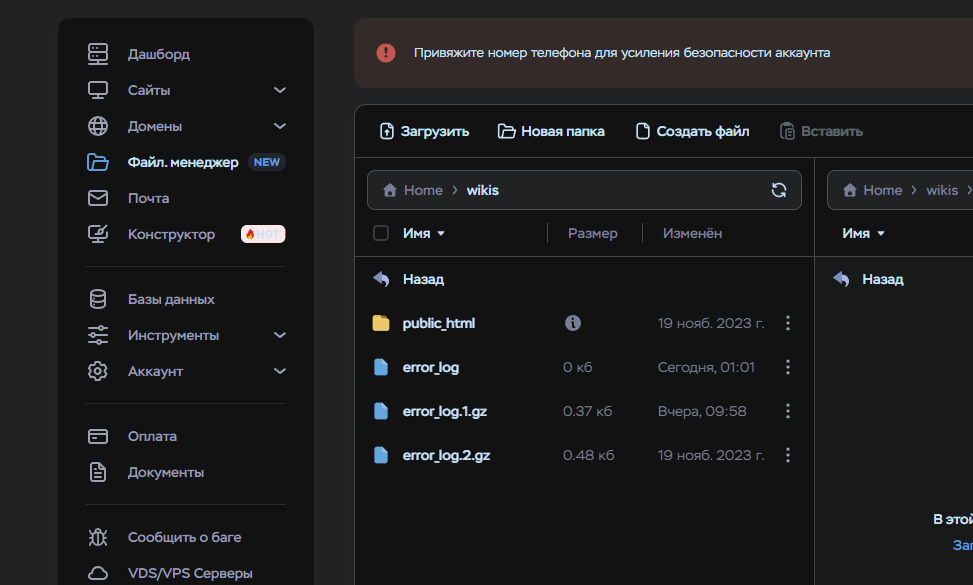 Дашборд
Сайты
Домены
Файл. менеджер NEW
Почта
Конструктор HOT
Базы данных
Инструменты
Аккаунт
Оплата
Документы
Сообщить о баге
VDS/VPS Серверы
Привяжите номер телефона для усиления безопасности аккаунта
Загрузить Новая папка Создать файл Вставить
Home > wikis
Имя Размер Изменён
Назад
public_html 19 нояб. 2023 г.
error_log 0 кб Сегодня, 01:01
error_log.1.gz 0.37 кб Вчера, 09:58
error_log.2.gz 0.48 кб 19 нояб. 2023 г.
Home > wikis >
Имя
Назад
В этой